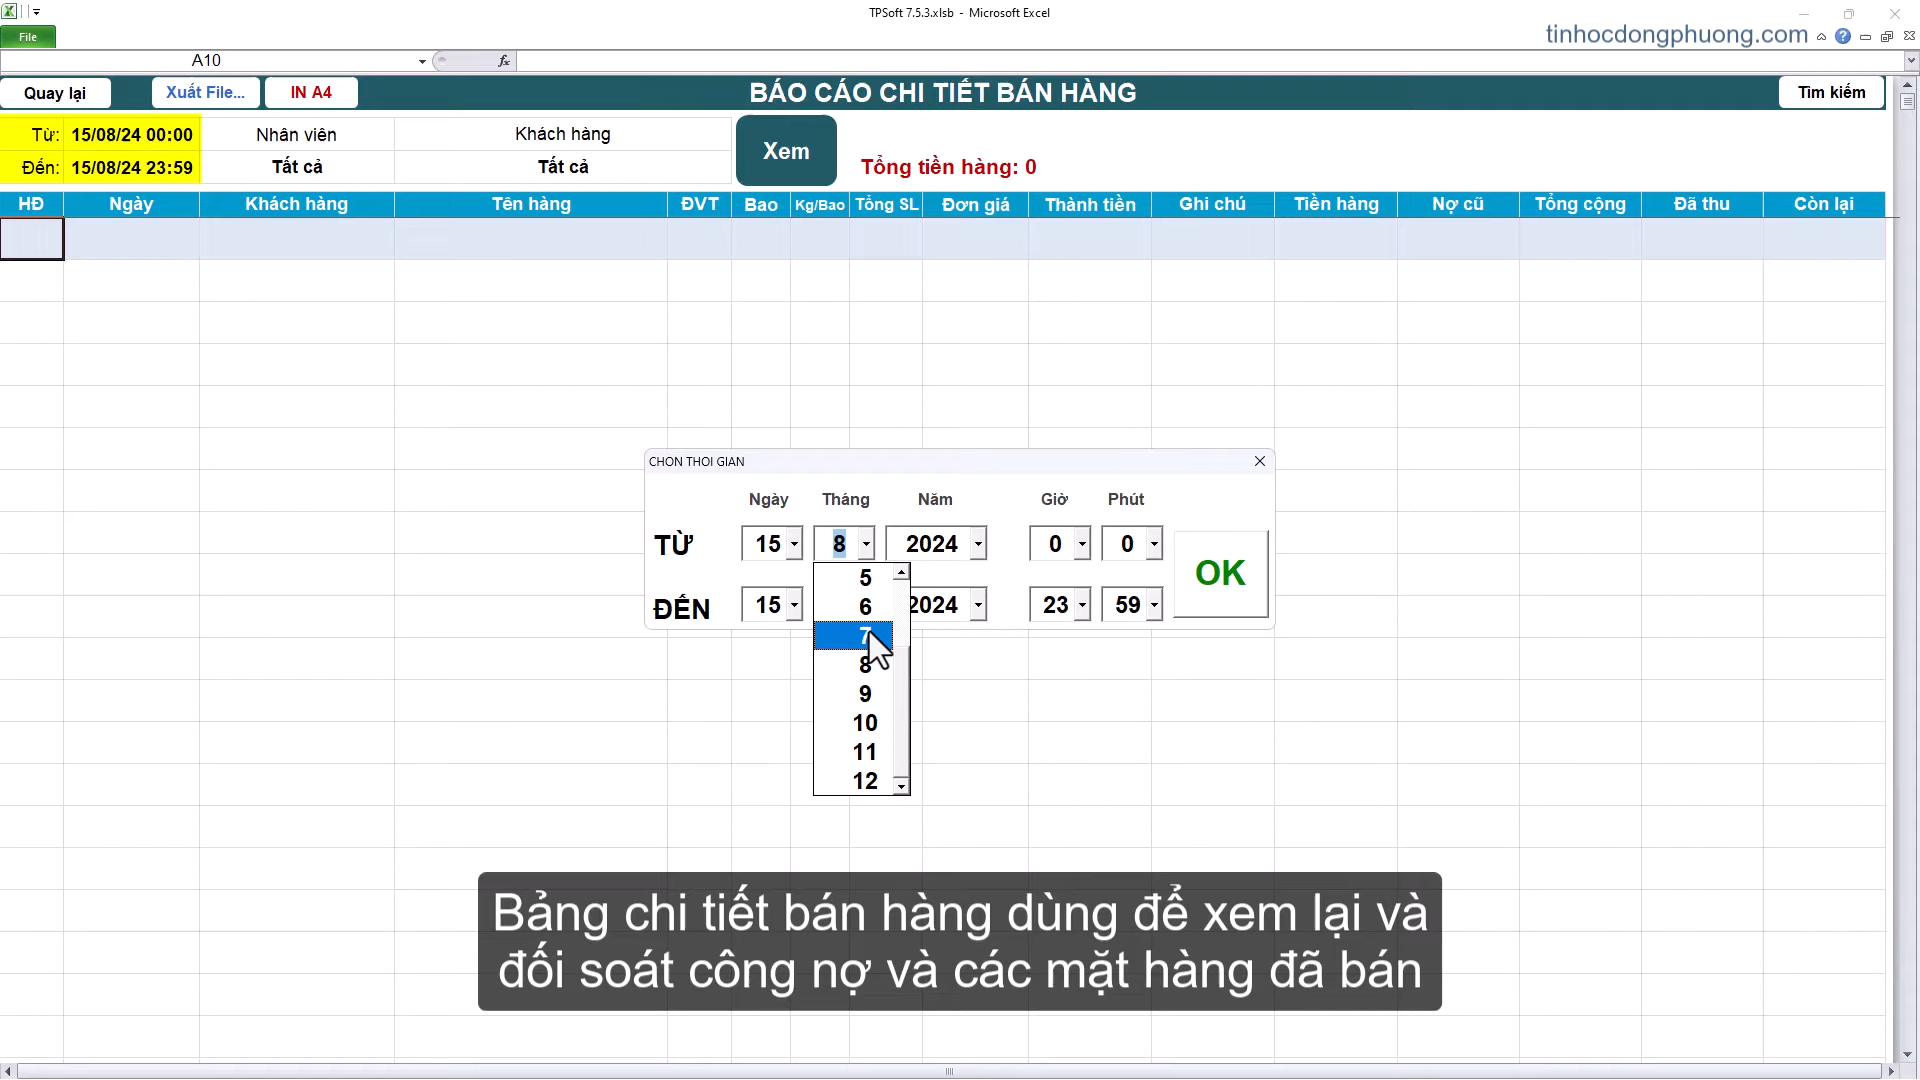 TPSoft 7.5.3.xlsb - Microsoft Excel
File
tinhocdongphuong.com
A10
fx
Quay lại
Xuất File...
IN A4
BÁO CÁO CHI TIẾT BÁN HÀNG
Tìm kiếm
Từ: 15/08/24 00:00 Nhân viên Khách hàng
Đến: 15/08/24 23:59 Tất cả Tất cả
Xem
Tổng tiền hàng: 0
HĐ Ngày Khách hàng Tên hàng ĐVT Bao Kg/Bao Tổng SL Đơn giá Thành tiền Ghi chú Tiền hàng Nợ cũ Tổng cộng Đã thu Còn lại
CHON THOI GIAN
Ngày Tháng Năm Giờ Phút
TỪ 15 8 2024 0 0
OK
ĐẾN 15 2024 23 59
5
6
7
8
9
10
11
12
Bảng chi tiết bán hàng dùng để xem lại và
đối soát công nợ và các mặt hàng đã bán